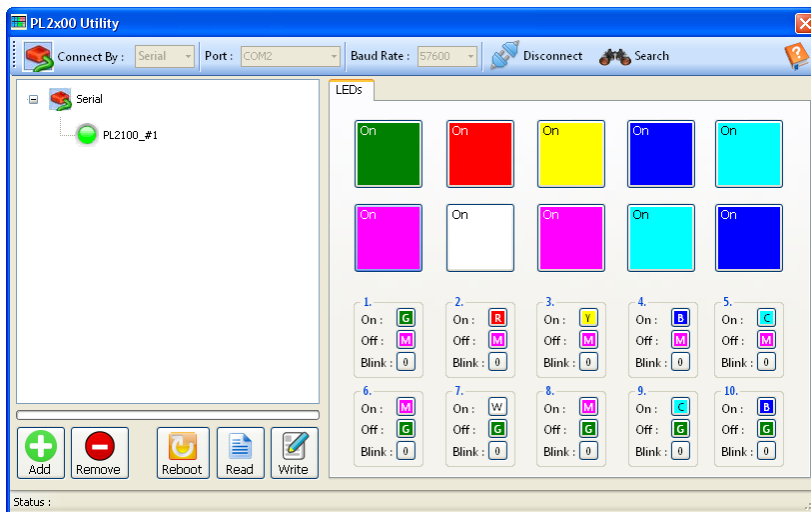 PL2x00 Utility
Connect By : Serial Port : COM2 Baud Rate : 57600 Disconnect Search
Serial
PL2100_#1
LEDs
On On On On On
On On On On On
1. 2. 3. 4. 5.
On : G On : R On : Y On : B On : C
Off : M Off : M Off : M Off : M Off : M
Blink : 0 Blink : 0 Blink : 0 Blink : 0 Blink : 0
6. 7. 8. 9. 10.
On : M On : W On : M On : C On : B
Off : G Off : G Off : G Off : G Off : G
Blink : 0 Blink : 0 Blink : 0 Blink : 0 Blink : 0
Add Remove Reboot Read Write
Status :